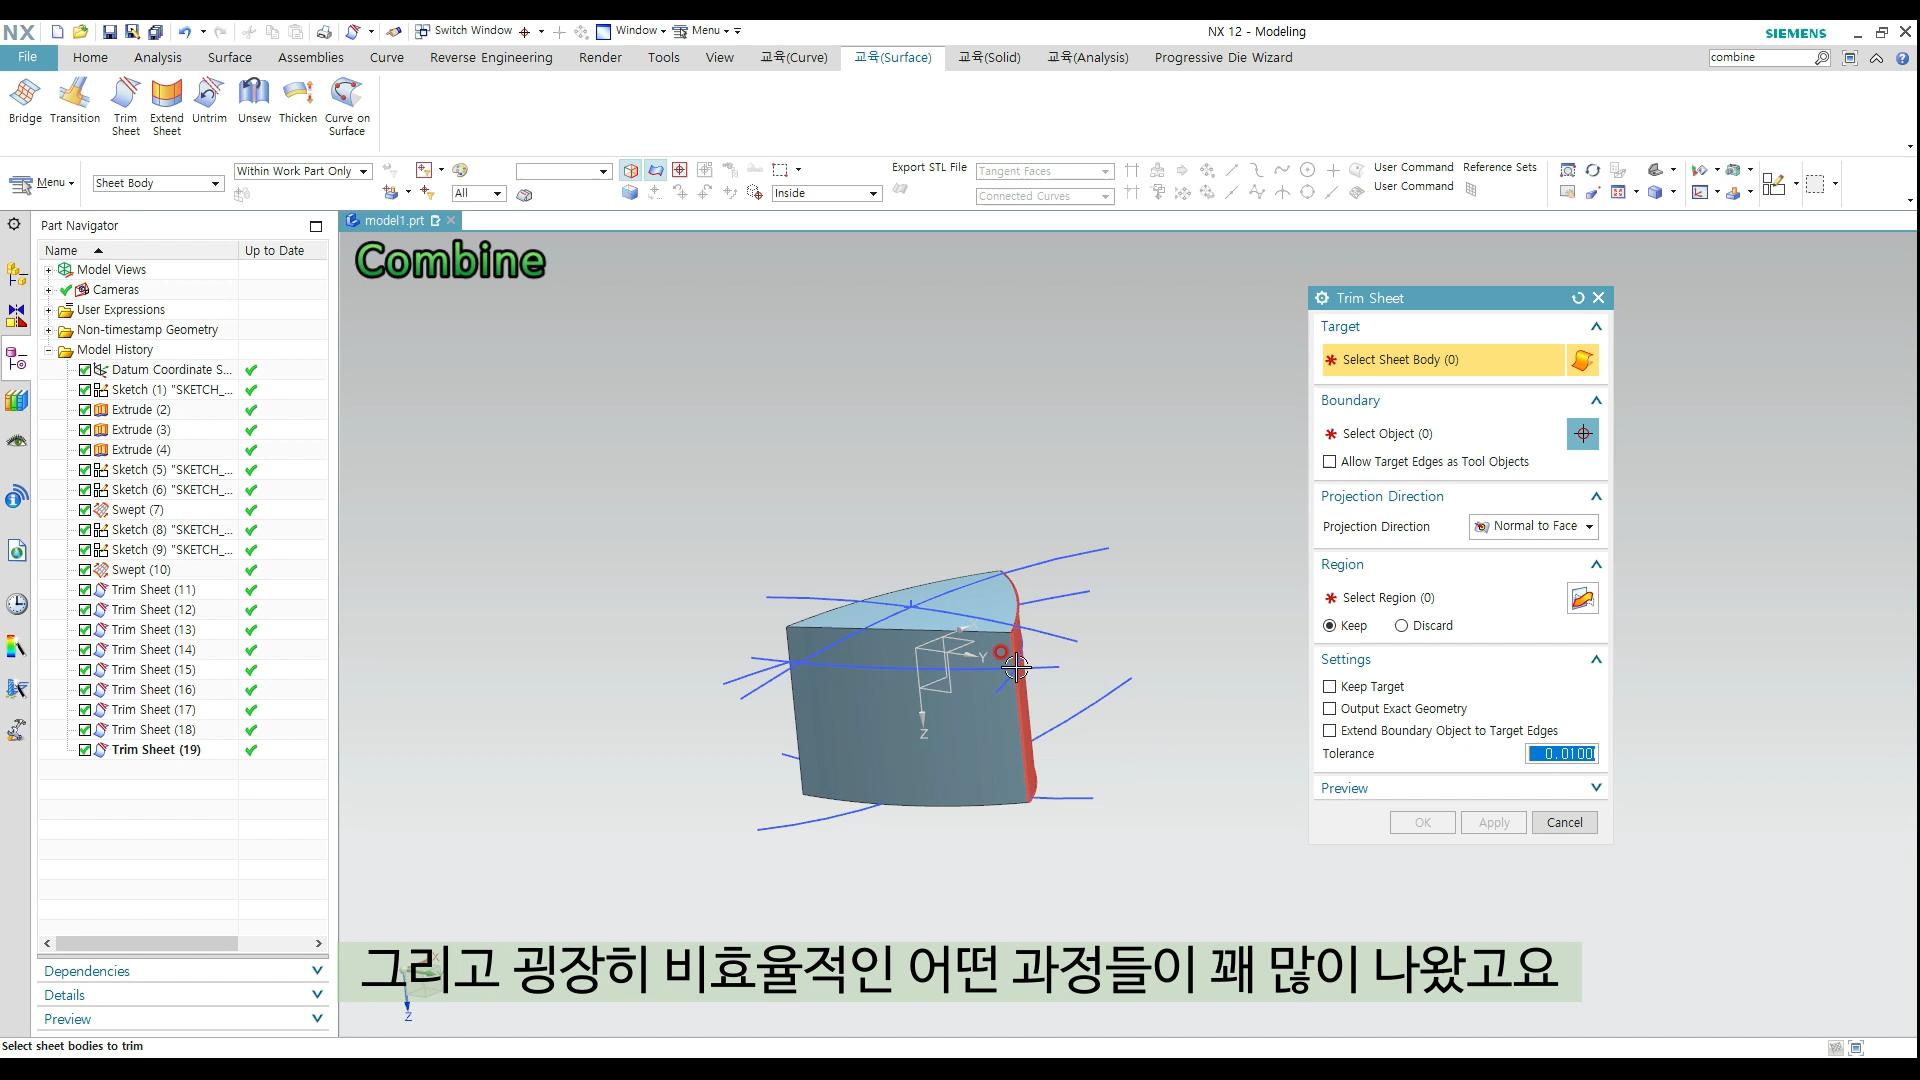 NX
Switch Window
Window
Menu
NX 12 - Modeling
SIEMENS
File
Home
Analysis
Surface
Assemblies
Curve
Reverse Engineering
Render
Tools
View
교육(Curve)
교육(Surface)
교육(Solid)
교육(Analysis)
Progressive Die Wizard
combine
Bridge
Transition
Trim Sheet
Extend Sheet
Untrim
Unsew
Thicken
Curve on Surface
Menu
Sheet Body
Within Work Part Only
All
Inside
Export STL File
Tangent Faces
Connected Curves
User Command
User Command
Reference Sets
Part Navigator
model1.prt
Name
Up to Date
Model Views
Cameras
User Expressions
Non-timestamp Geometry
Model History
Datum Coordinate S...
Sketch (1) "SKETCH_...
Extrude (2)
Extrude (3)
Extrude (4)
Sketch (5) "SKETCH_...
Sketch (6) "SKETCH_...
Swept (7)
Sketch (8) "SKETCH_...
Sketch (9) "SKETCH_...
Swept (10)
Trim Sheet (11)
Trim Sheet (12)
Trim Sheet (13)
Trim Sheet (14)
Trim Sheet (15)
Trim Sheet (16)
Trim Sheet (17)
Trim Sheet (18)
Trim Sheet (19)
Dependencies
Details
Preview
Combine
Y
Z
Trim Sheet
Target
Select Sheet Body (0)
Boundary
Select Object (0)
Allow Target Edges as Tool Objects
Projection Direction
Projection Direction
Normal to Face
Region
Select Region (0)
Keep
Discard
Settings
Keep Target
Output Exact Geometry
Extend Boundary Object to Target Edges
Tolerance
0.0100
Preview
OK
Apply
Cancel
그리고 굉장히 비효율적인 어떤 과정들이 꽤 많이 나왔고요
Z
Select sheet bodies to trim